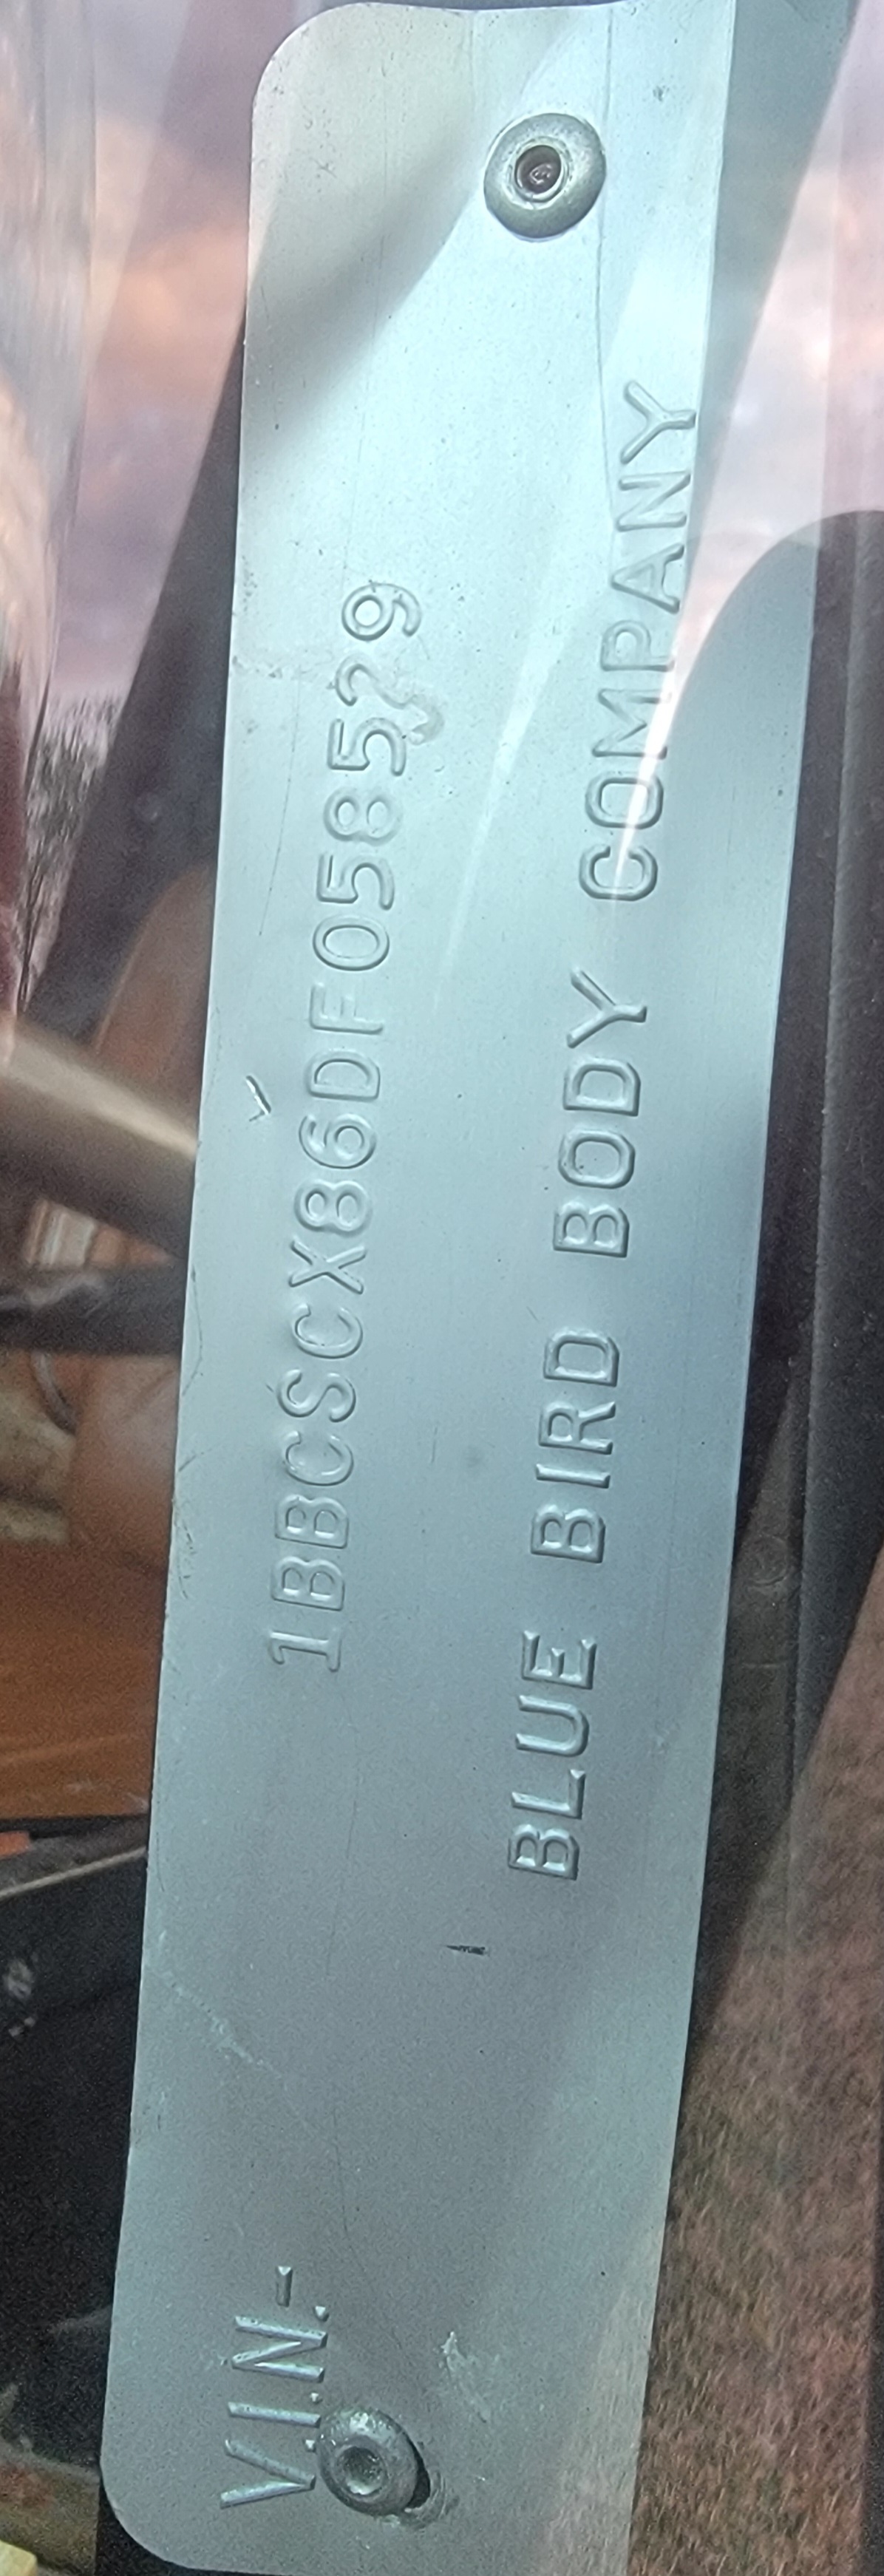 V.I.N.- 1BBCSCX86DF058529
BLUE BIRD BODY COMPANY